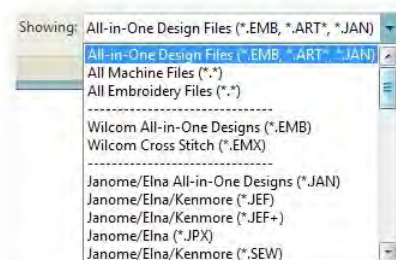 Showing: All-in-One Design Files (*.EMB, *.ART*, *.JAN)
All-in-One Design Files (*.EMB, *.ART*, *.JAN)
All Machine Files (*.*)
All Embroidery Files (*.*)
--------------------------------
Wilcom All-in-One Designs (*.EMB)
Wilcom Cross Stitch (*.EMX)
--------------------------------
Janome/Elna All-in-One Designs (*.JAN)
Janome/Elna/Kenmore (*.JEF)
Janome/Elna/Kenmore (*.JEF+)
Janome/Elna (*.JPX)
Janome/Elna/Kenmore (*.SEW)